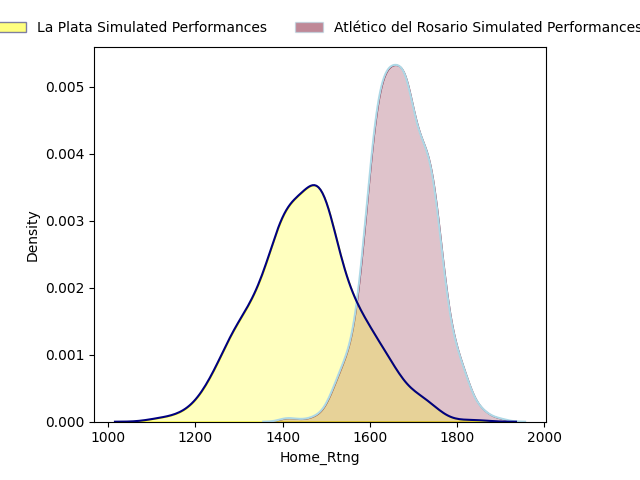 La Plata Simulated Performances
Atlético del Rosario Simulated Performances
0.005
0.004
0.003
0.002
0.001
0.000
Density
1000 1200 1400 1600 1800 2000
Home_Rtng